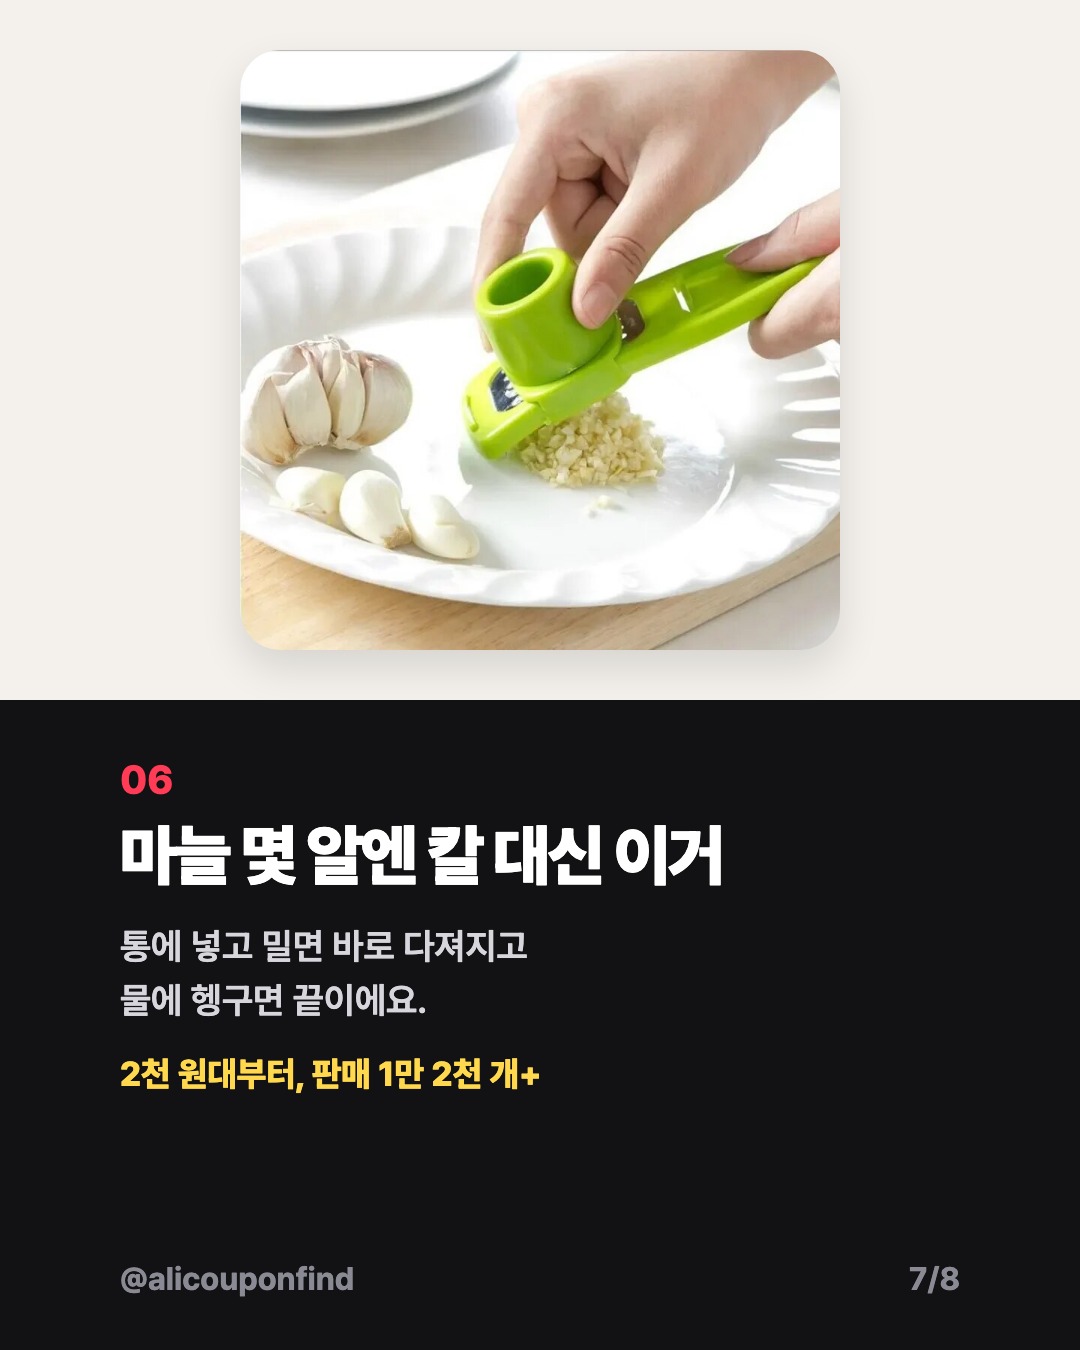 06
마늘 몇 알엔 칼 대신 이거
통에 넣고 밀면 바로 다져지고
물에 헹구면 끝이에요.
2천 원대부터, 판매 1만 2천 개+
@alicouponfind
7/8